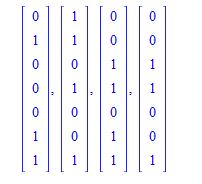 [0] [1] [0] [0]
[1] [1] [0] [0]
[0] [0] [1] [1]
[0], [1], [1], [1]
[0] [0] [0] [0]
[1] [0] [1] [0]
[1] [1] [1] [1]